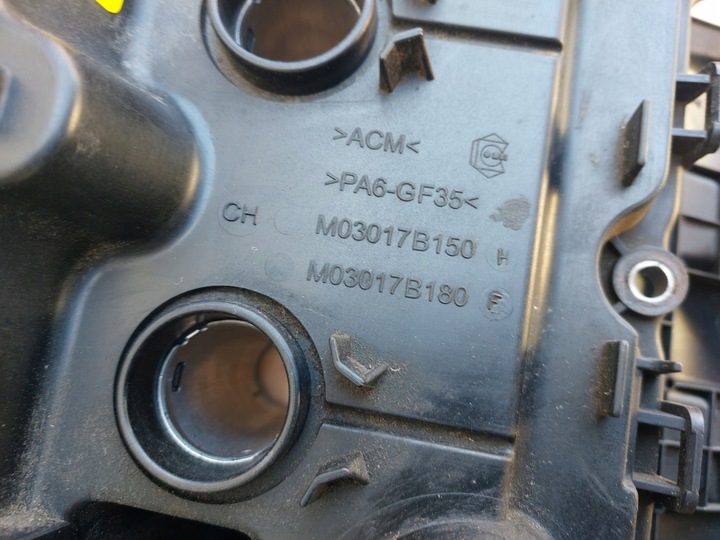 >ACM<
>PA6-GF35<
CH M03017B150 H
M03017B180 F